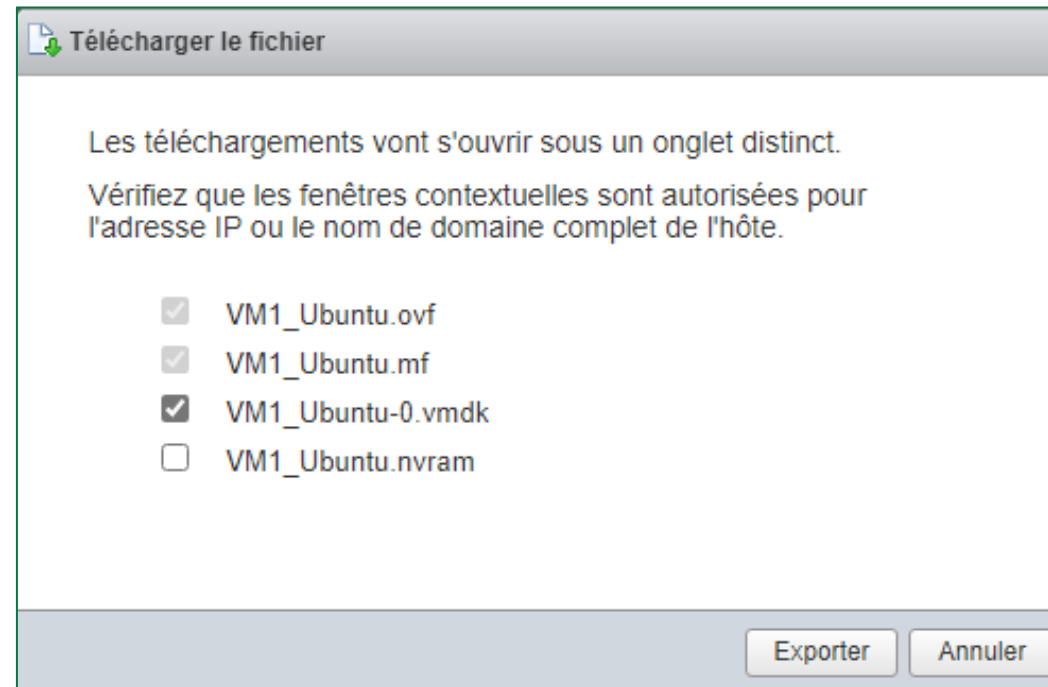 Télécharger le fichier
Les téléchargements vont s'ouvrir sous un onglet distinct.
Vérifiez que les fenêtres contextuelles sont autorisées pour
l'adresse IP ou le nom de domaine complet de l'hôte.
VM1_Ubuntu.ovf
VM1_Ubuntu.mf
VM1_Ubuntu-0.vmdk
VM1_Ubuntu.nvram
Exporter Annuler